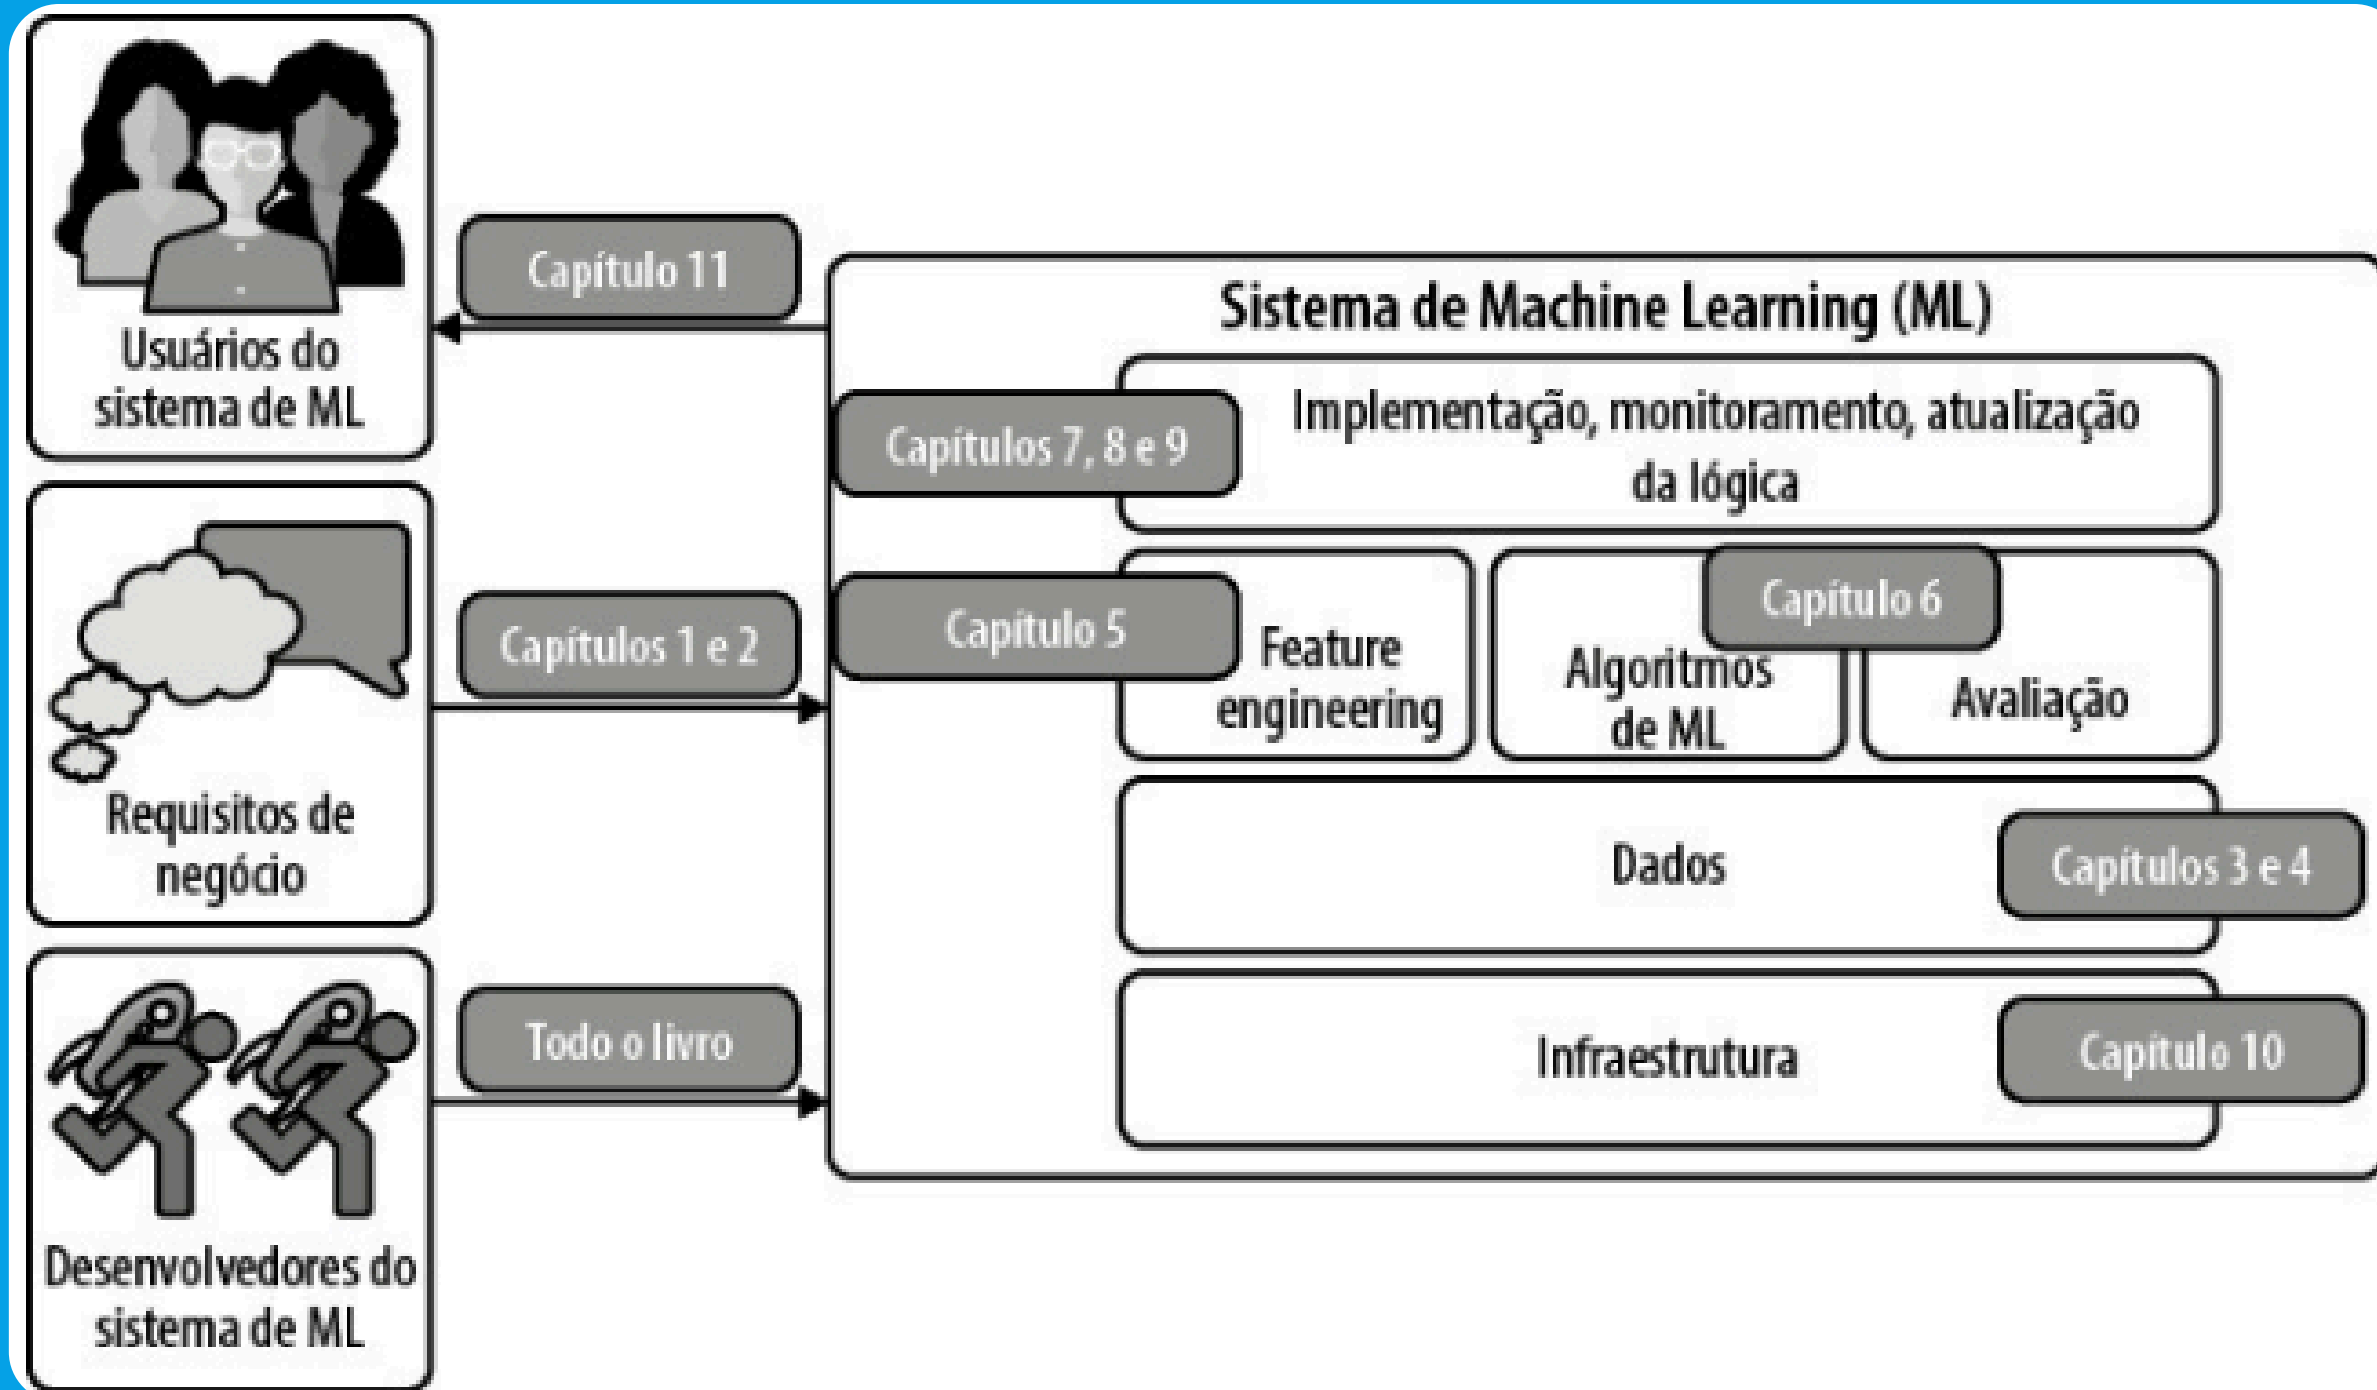 Usuários do
sistema de ML
Capítulo 11
Requisitos de
negócio
Capítulos 1 e 2
Desenvolvedores do
sistema de ML
Todo o livro
Sistema de Machine Learning (ML)
Capítulos 7, 8 e 9
Implementação, monitoramento, atualização
da lógica
Capítulo 5
Feature
engineering
Capítulo 6
Algoritmos
de ML
Avaliação
Dados
Capítulos 3 e 4
Infraestrutura
Capítulo 10